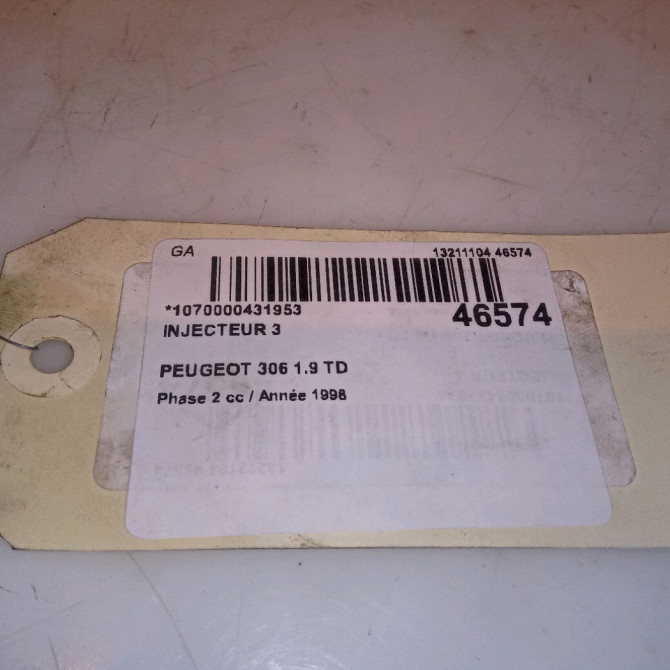 GA 13211104 46574
*1070000431953 46574
INJECTEUR 3
PEUGEOT 306 1.9 TD
Phase 2 cc / Année 1998